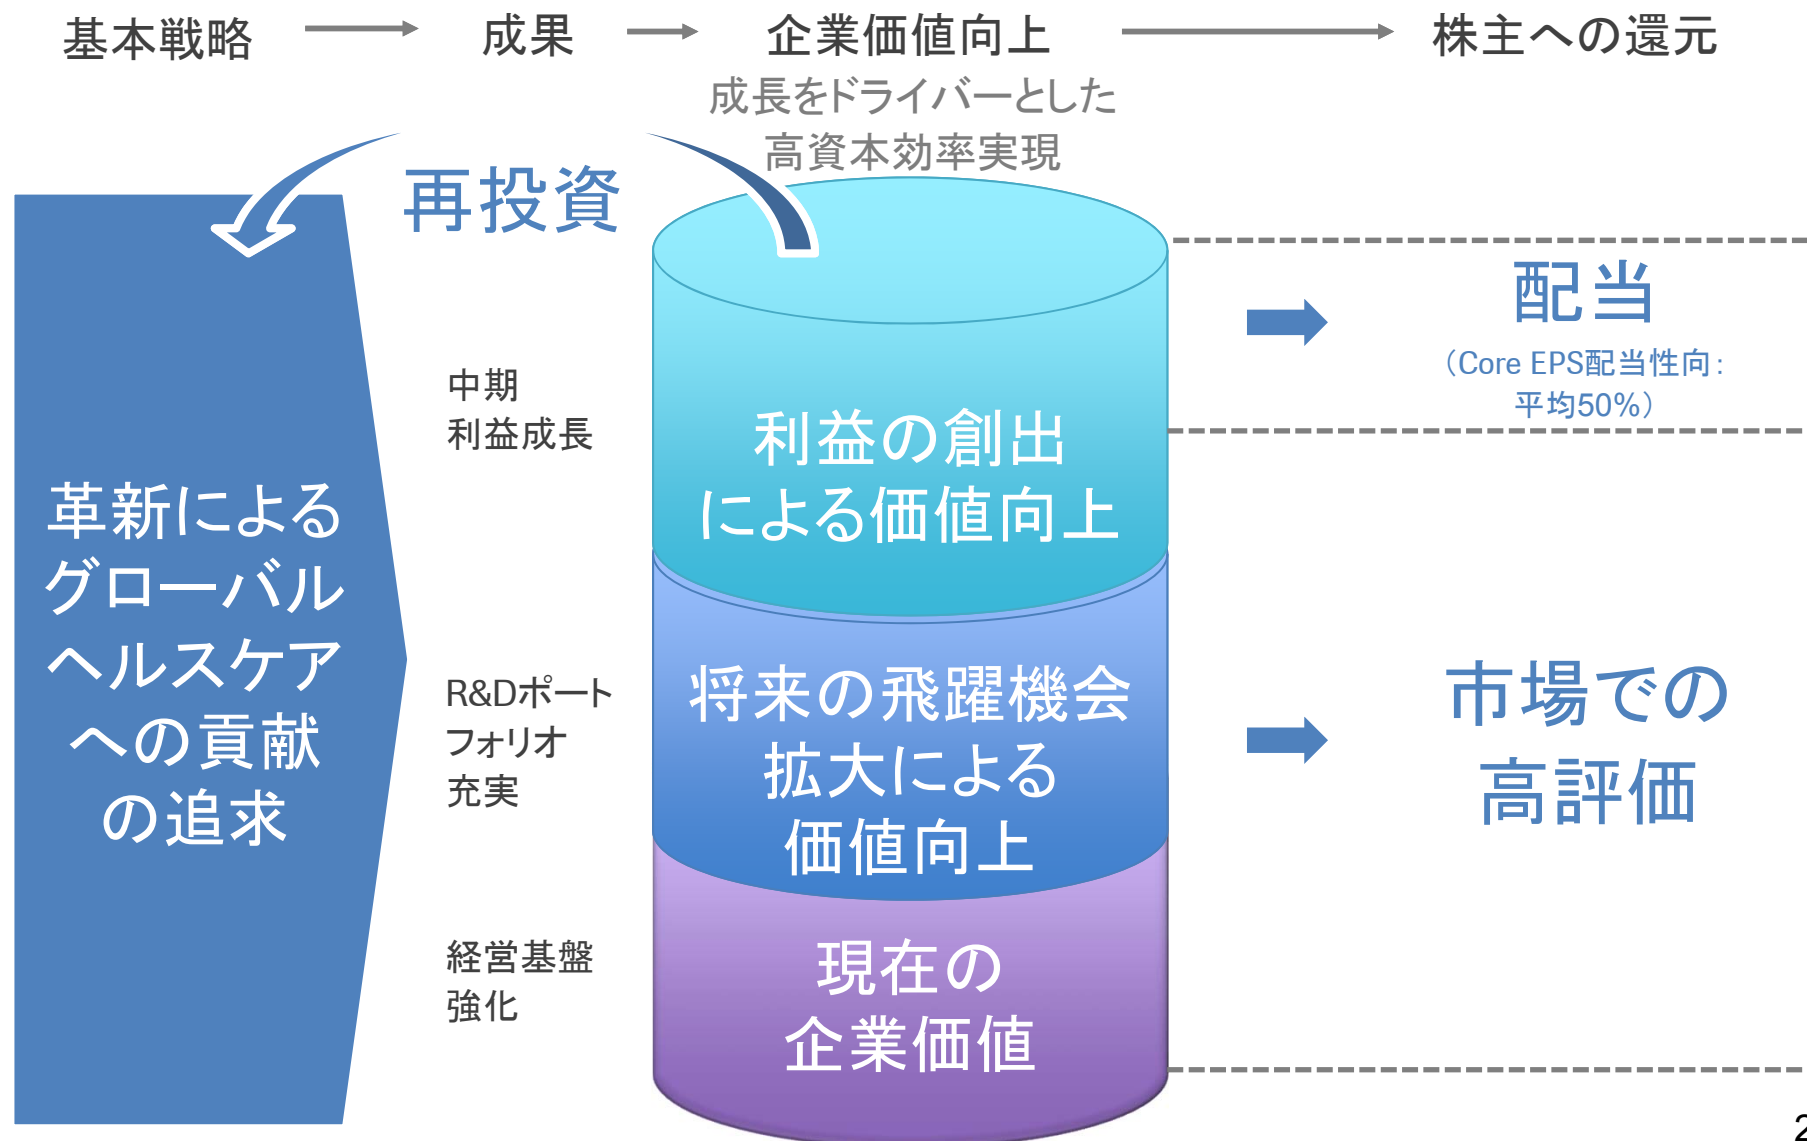 基本戦略
成果
企業価値向上
株主への還元
成長をドライバーとした
高資本効率実現
再投資
革新による
グローバル
ヘルスケア
への貢献
の追求
中期
利益成長
R&Dポート
フォリオ
充実
経営基盤
強化
利益の創出
による価値向上
将来の飛躍機会
拡大による
価値向上
現在の
企業価値
配当
（Core EPS配当性向：
平均50%）
市場での
高評価
2